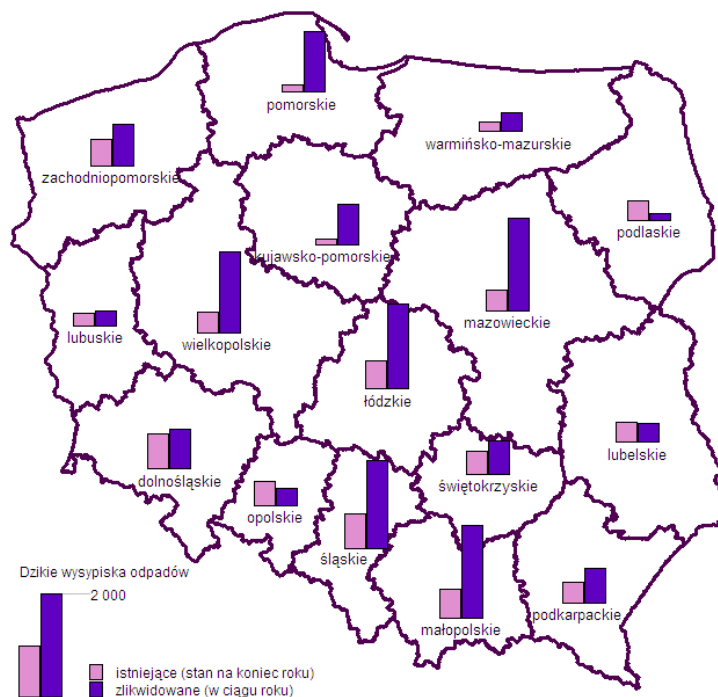 pomorskie
warmińsko-mazurskie
zachodniopomorskie
podlaskie
kujawsko-pomorskie
mazowieckie
lubuskie
wielkopolskie
łódzkie
lubelskie
dolnośląskie
świętokrzyskie
opolskie
śląskie
podkarpackie
małopolskie
Dzikie wysypiska odpadów
2 000
istniejące (stan na koniec roku)
zlikwidowane (w ciągu roku)